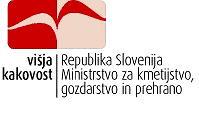 višja
kakovost
Republika Slovenija
Ministrstvo za kmetijstvo,
gozdarstvo in prehrano